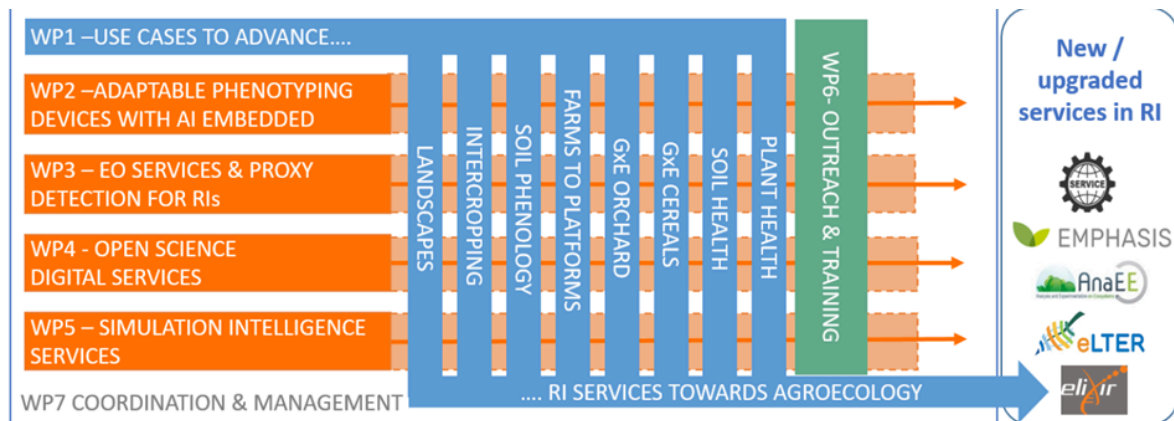 WP1 –USE CASES TO ADVANCE....
WP2 –ADAPTABLE PHENOTYPING
DEVICES WITH AI EMBEDDED
WP3 – EO SERVICES & PROXY
DETECTION FOR RIs
WP4 - OPEN SCIENCE
DIGITAL SERVICES
WP5 – SIMULATION INTELLIGENCE
SERVICES
WP7 COORDINATION & MANAGEMENT
LANDSCAPES
INTERCROPPING
SOIL PHENOLOGY
FARMS TO PLATFORMS
GxE ORCHARD
GxE CEREALS
SOIL HEALTH
PLANT HEALTH
WP6- OUTREACH & TRAINING
.... RI SERVICES TOWARDS AGROECOLOGY
New /
upgraded
services in RI
SERVICE
EMPHASIS
AnaEE
eLTER
elixir